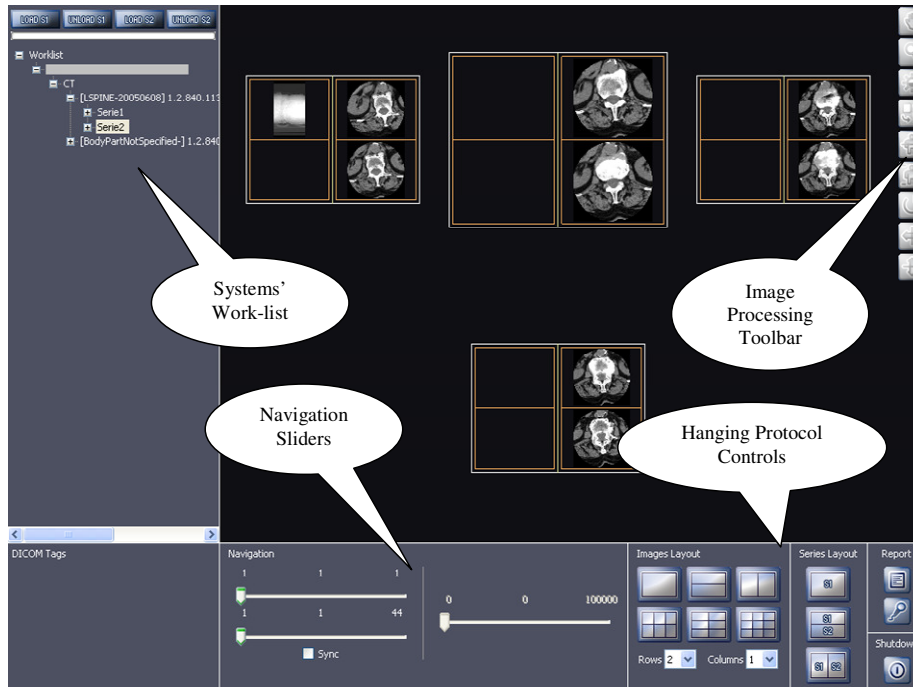 LOAD S1 UNLOAD S1 LOAD S2 UNLOAD S2
Worklist
CT
[LSPINE-20050608] 1.2.840.113
Serie1
Serie2
[BodyPartNotSpecified-] 1.2.840
Systems'
Work-list
Image
Processing
Toolbar
Navigation
Sliders
Hanging Protocol
Controls
DICOM Tags
Navigation
1 1 1
1 1 44
Sync
0 0 100000
Images Layout
Rows 2 Columns 1
Series Layout
S1
S1
S2
S1 S2
Report
Shutdown